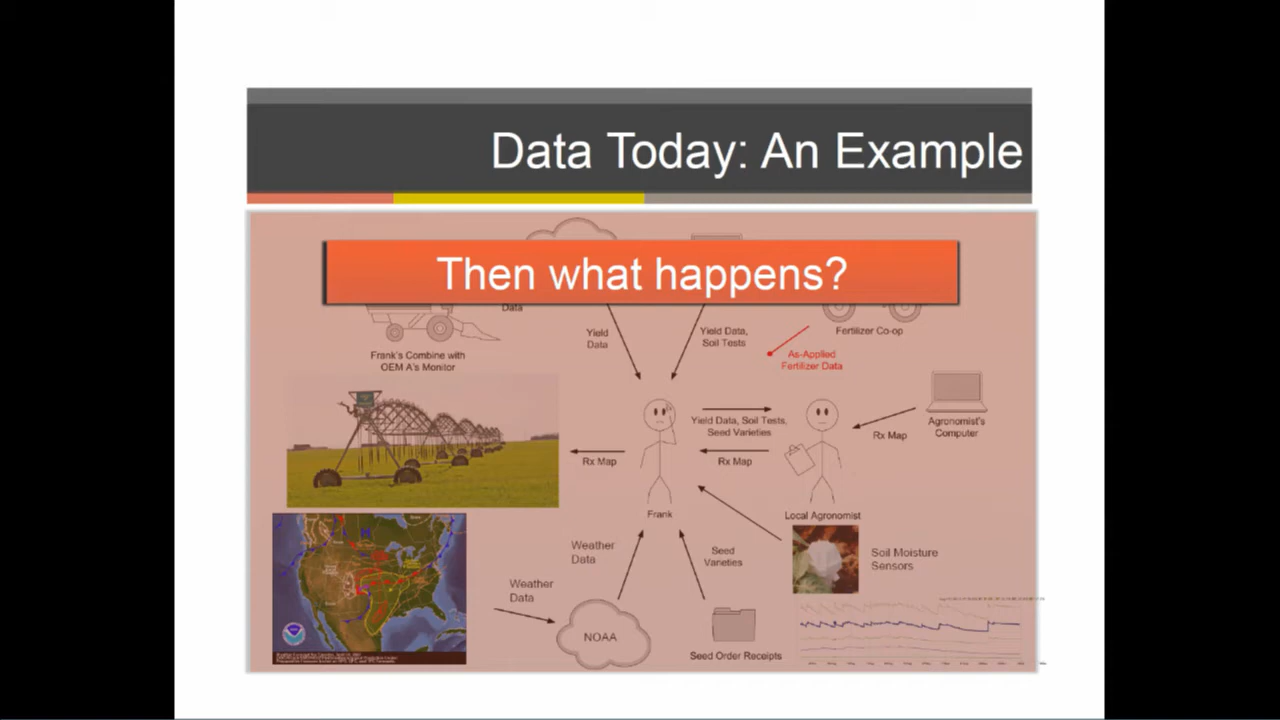 Data Today: An Example
Then what happens?
Data
Yield
Data
Yield Data,
Soil Tests
Fertilizer Co-op
Frank's Combine with
OEM A's Monitor
As-Applied
Fertilizer Data
Yield Data, Soil Tests,
Seed Varieties
Agronomist's
Computer
Rx Map
Rx Map
Rx Map
Frank
Local Agronomist
Weather
Data
Seed
Varieties
Soil Moisture
Sensors
Weather
Data
NOAA
Seed Order Receipts